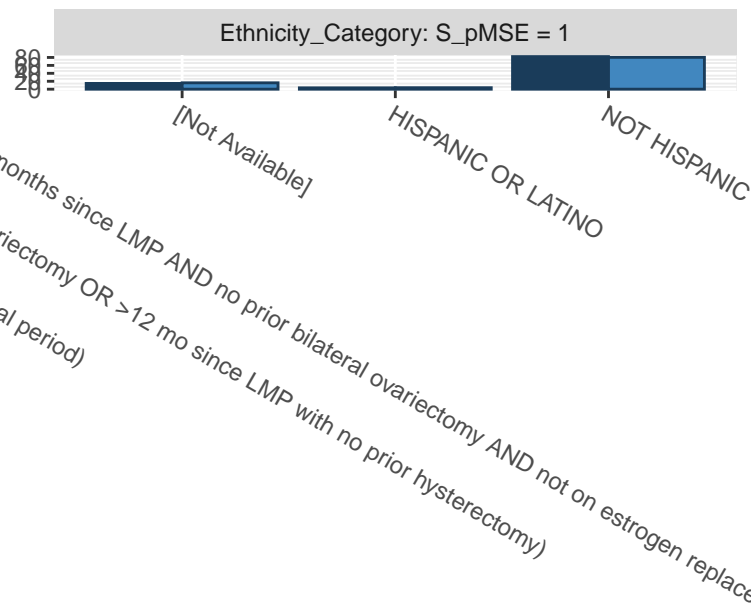 Ethnicity_Category: S_pMSE = 1
80
20
0
[Not Available]
HISPANIC OR LATINO
NOT HISPANIC
months since LMP AND no prior bilateral ovariectomy AND not on estrogen replace
ariectomy OR >12 mo since LMP with no prior hysterectomy)
al period)